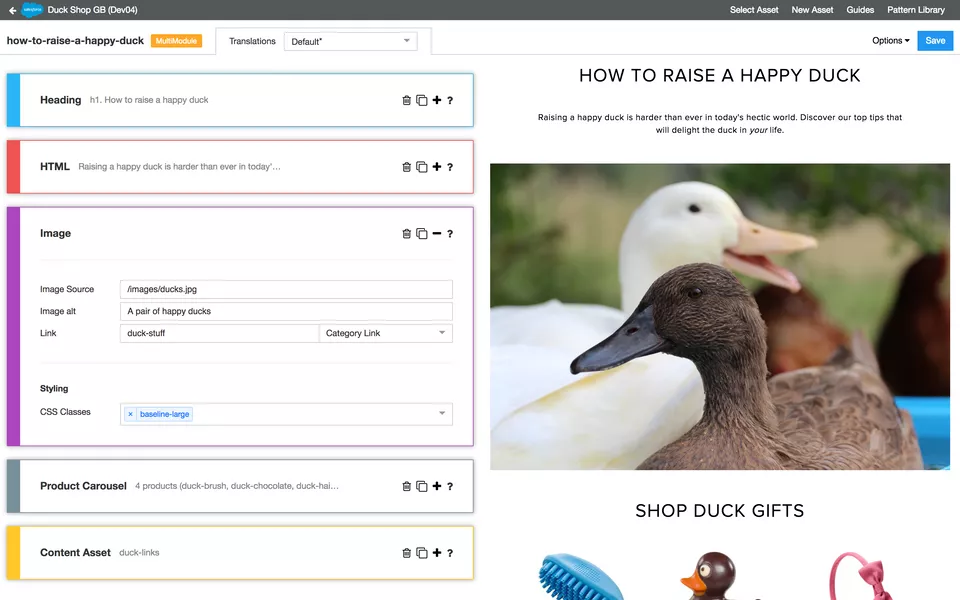 salesforce
Duck Shop GB (Dev04)
Select Asset
New Asset
Guides
Pattern Library
how-to-raise-a-happy-duck
MultiModule
Translations
Default*
Options
Save
Heading
h1. How to raise a happy duck
?
HTML
Raising a happy duck is harder than ever in today'...
?
Image
?
Image Source
/images/ducks.jpg
Image alt
A pair of happy ducks
Link
duck-stuff
Category Link
Styling
CSS Classes
× baseline-large
Product Carousel
4 products (duck-brush, duck-chocolate, duck-hai...
?
Content Asset
duck-links
?
HOW TO RAISE A HAPPY DUCK
Raising a happy duck is harder than ever in today's hectic world. Discover our top tips that
will delight the duck in your life.
SHOP DUCK GIFTS